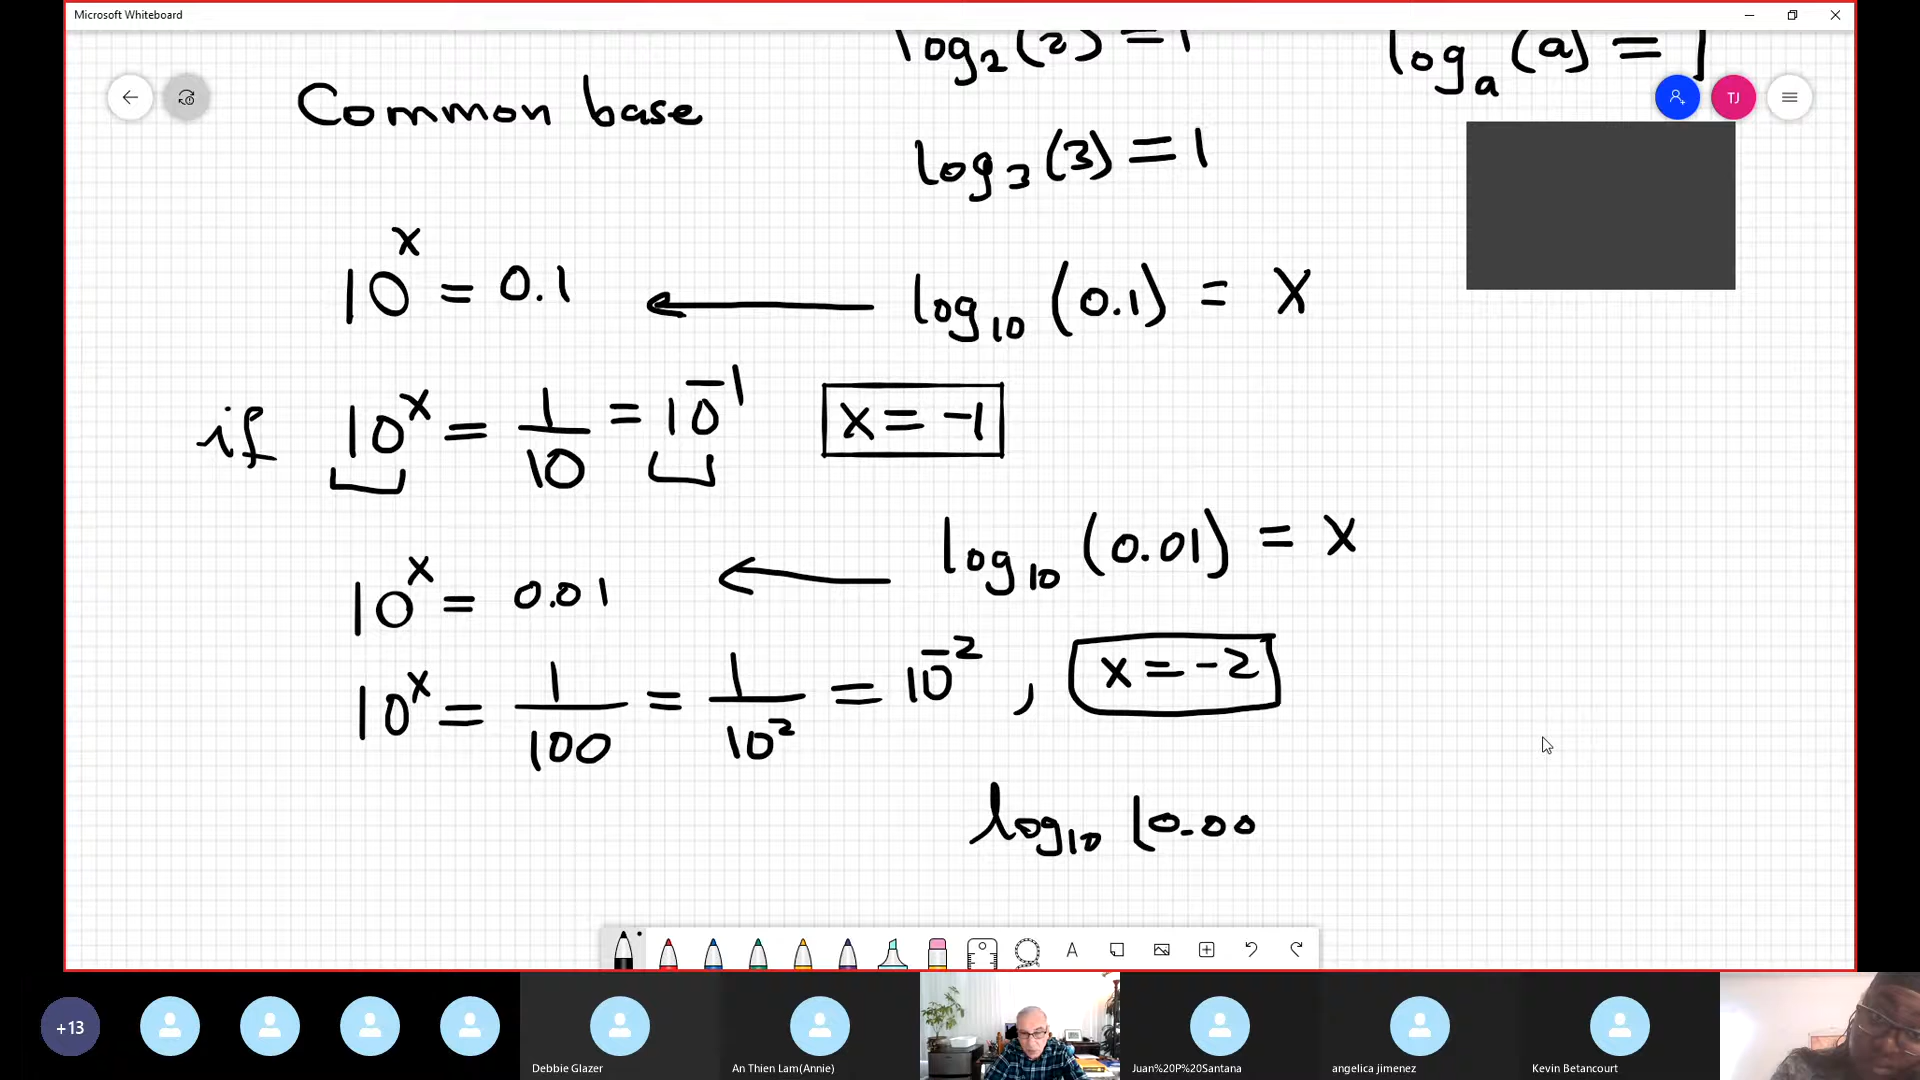 Microsoft Whiteboard
log₂(2) = 1
logₐ(a) = 1
Common base
TJ
log₃(3) = 1
10ˣ = 0.1 ← log₁₀(0.1) = x
if 10ˣ = 1/10 = 10⁻¹ x = -1
log₁₀(0.01) = x
10ˣ = 0.01 ←
10ˣ = 1/100 = 1/10² = 10⁻² , x = -2
log₁₀(0.00
A
+13
Debbie Glazer
An Thien Lam(Annie)
Juan%20P%20Santana
angelica jimenez
Kevin Betancourt